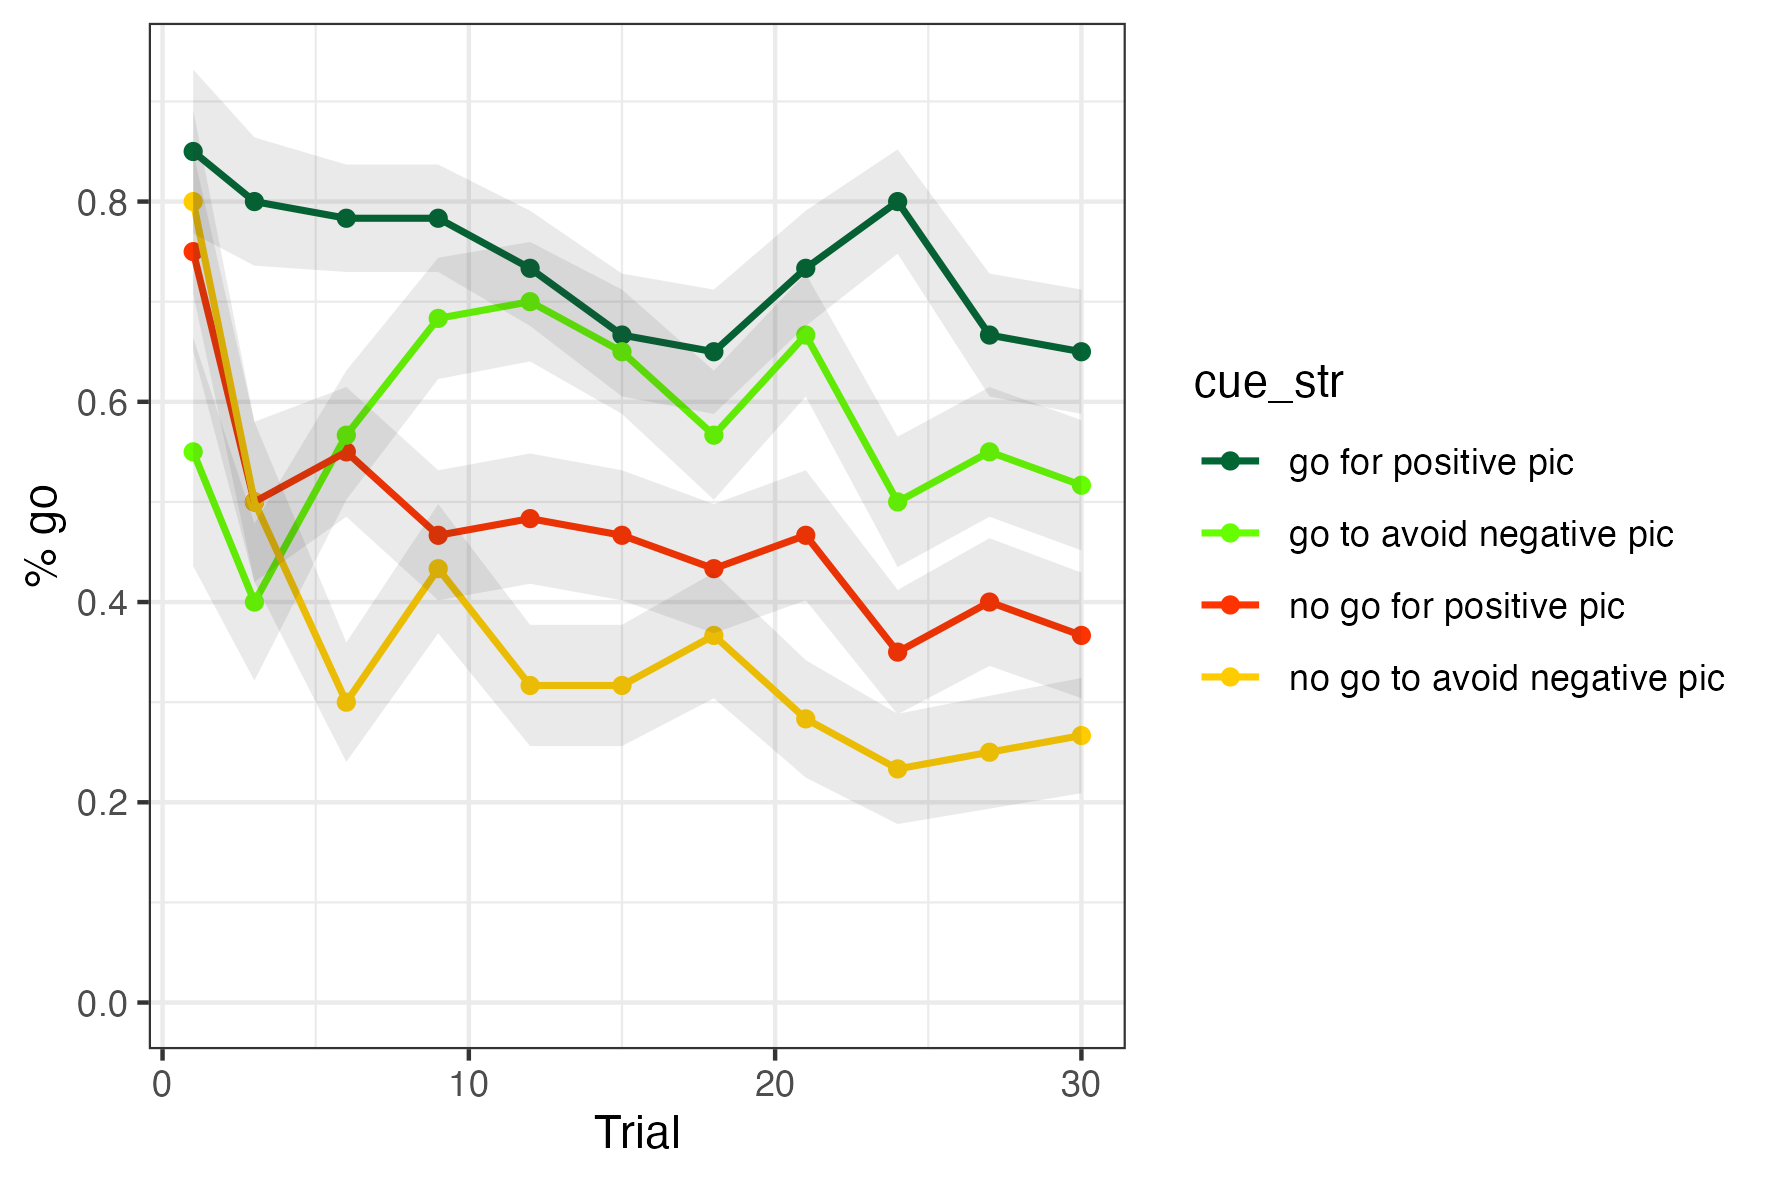 % go
0.8
0.6
0.4
0.2
0.0
0 10 20 30
Trial
cue_str
go for positive pic
go to avoid negative pic
no go for positive pic
no go to avoid negative pic